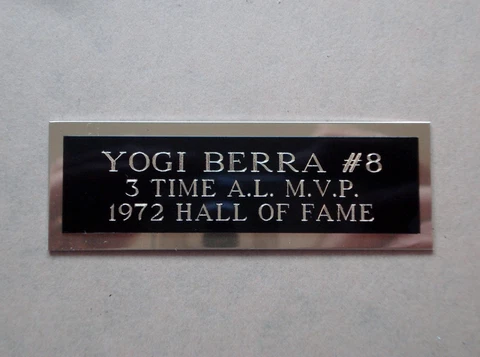 YOGI BERRA #8
3 TIME A.L. M.V.P.
1972 HALL OF FAME